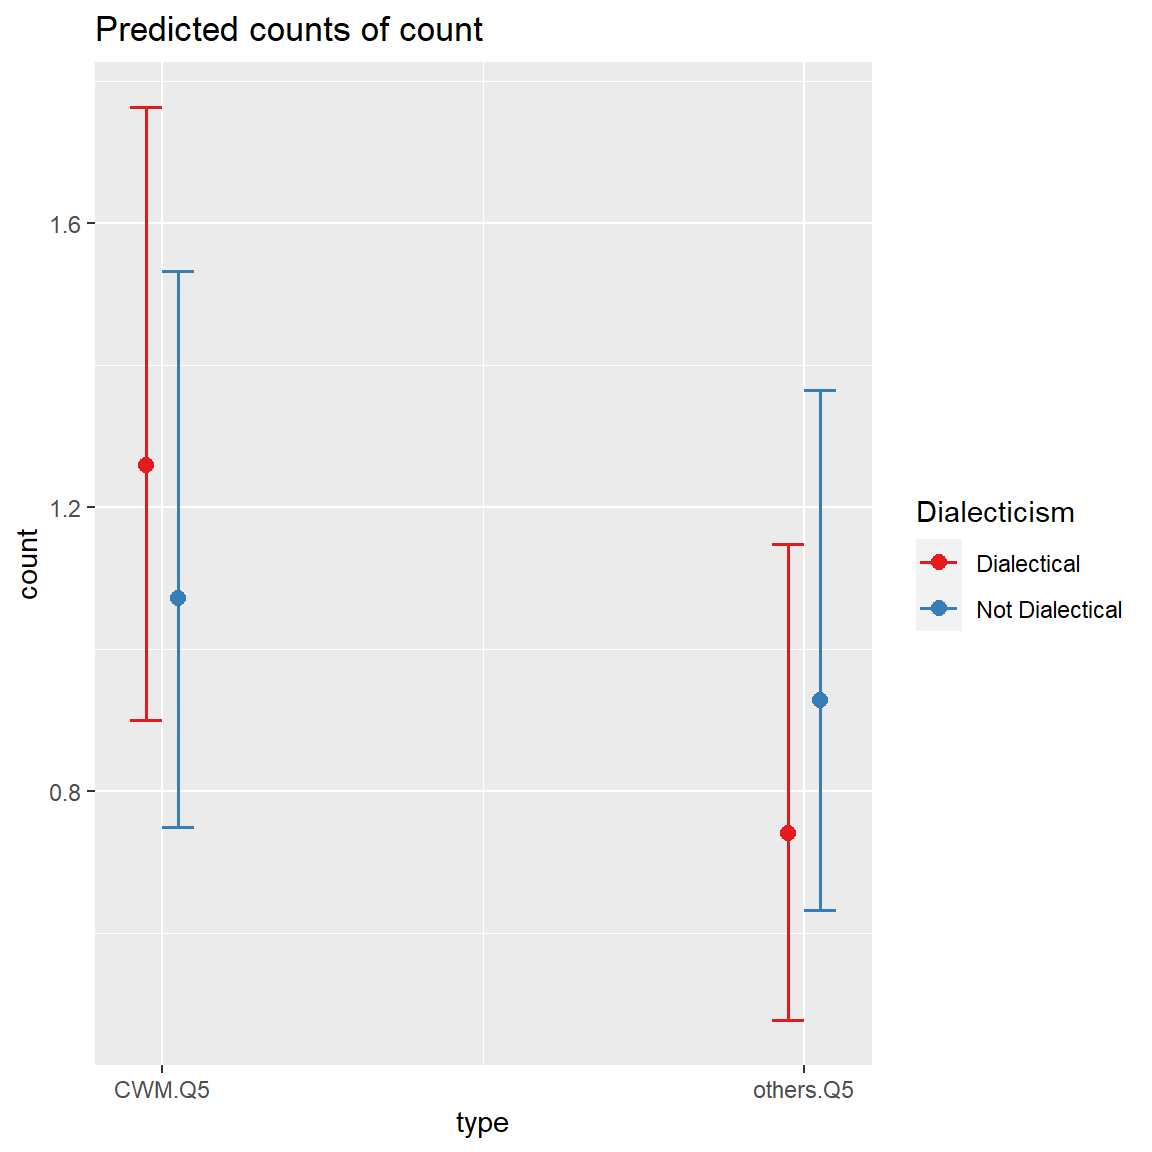 Predicted counts of count
count
1.6
1.2
0.8
CWM.Q5
others.Q5
type
Dialecticism
Dialectical
Not Dialectical